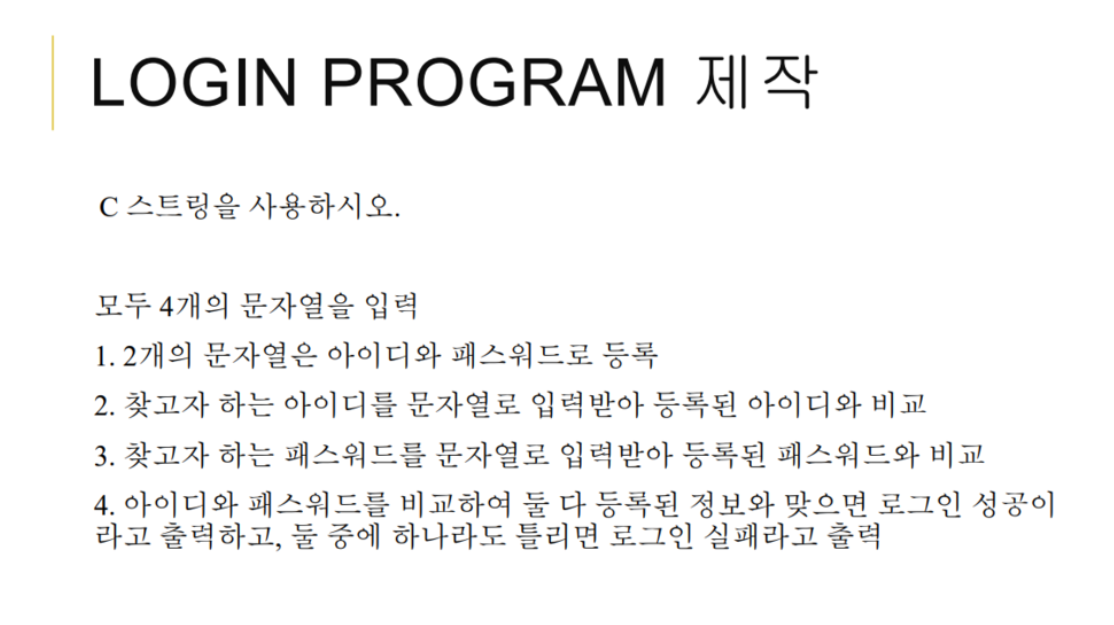 LOGIN PROGRAM 제작
C 스트링을 사용하시오.
모두 4개의 문자열을 입력
1. 2개의 문자열은 아이디와 패스워드로 등록
2. 찾고자 하는 아이디를 문자열로 입력받아 등록된 아이디와 비교
3. 찾고자 하는 패스워드를 문자열로 입력받아 등록된 패스워드와 비교
4. 아이디와 패스워드를 비교하여 둘 다 등록된 정보와 맞으면 로그인 성공이
라고 출력하고, 둘 중에 하나라도 틀리면 로그인 실패라고 출력